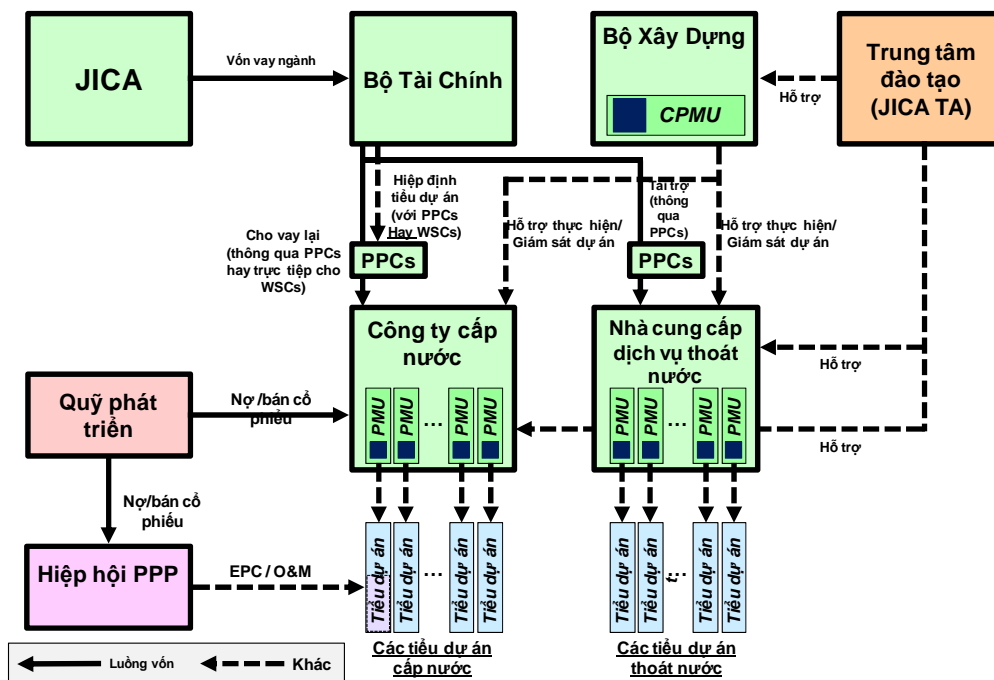 JICA
Vốn vay ngành
Bộ Tài Chính
Bộ Xây Dựng
CPMU
Hỗ trợ
Trung tâm
đào tạo
(JICA TA)
Hiệp định
tiểu dự án
(với PPCs
Hay WSCs)
Cho vay lại
(thông qua PPCs
hay trực tiếp cho
WSCs)
PPCs
Hỗ trợ thực hiện/
Giám sát dự án
Tài trợ
(thông
qua
PPCs)
PPCs
Hỗ trợ thực hiện/
Giám sát dự án
Công ty cấp
nước
PMU
PMU
...
PMU
PMU
Nhà cung cấp
dịch vụ thoát
nước
PMU
PMU
...
PMU
PMU
Hỗ trợ
Hỗ trợ
Quỹ phát
triển
Nợ /bán cổ
phiếu
Nợ/bán cổ
phiếu
Hiệp hội PPP
EPC / O&M
Tiểu dự án
Tiểu dự án
...
Tiểu dự án
Tiểu dự án
Các tiểu dự án
cấp nước
Tiểu dự án
Tiểu dự án
...
Tiểu dự án
Tiểu dự án
Các tiểu dự án
thoát nước
Luồng vốn
Khác